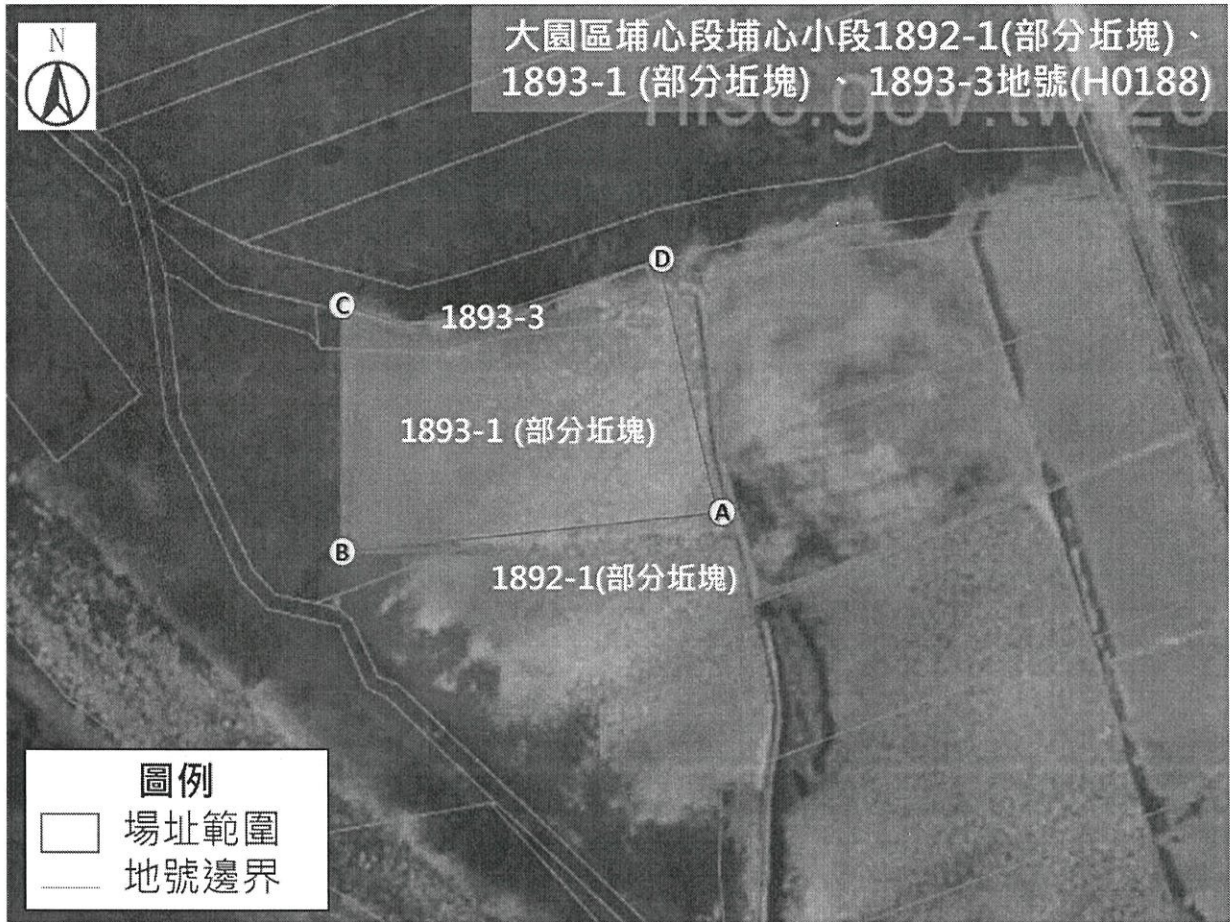 N
大園區埔心段埔心小段1892-1(部分坵塊)、
1893-1 (部分坵塊) 、 1893-3地號(H0188)
D
C
1893-3
1893-1 (部分坵塊)
A
B
1892-1(部分坵塊)
圖例
場址範圍
地號邊界